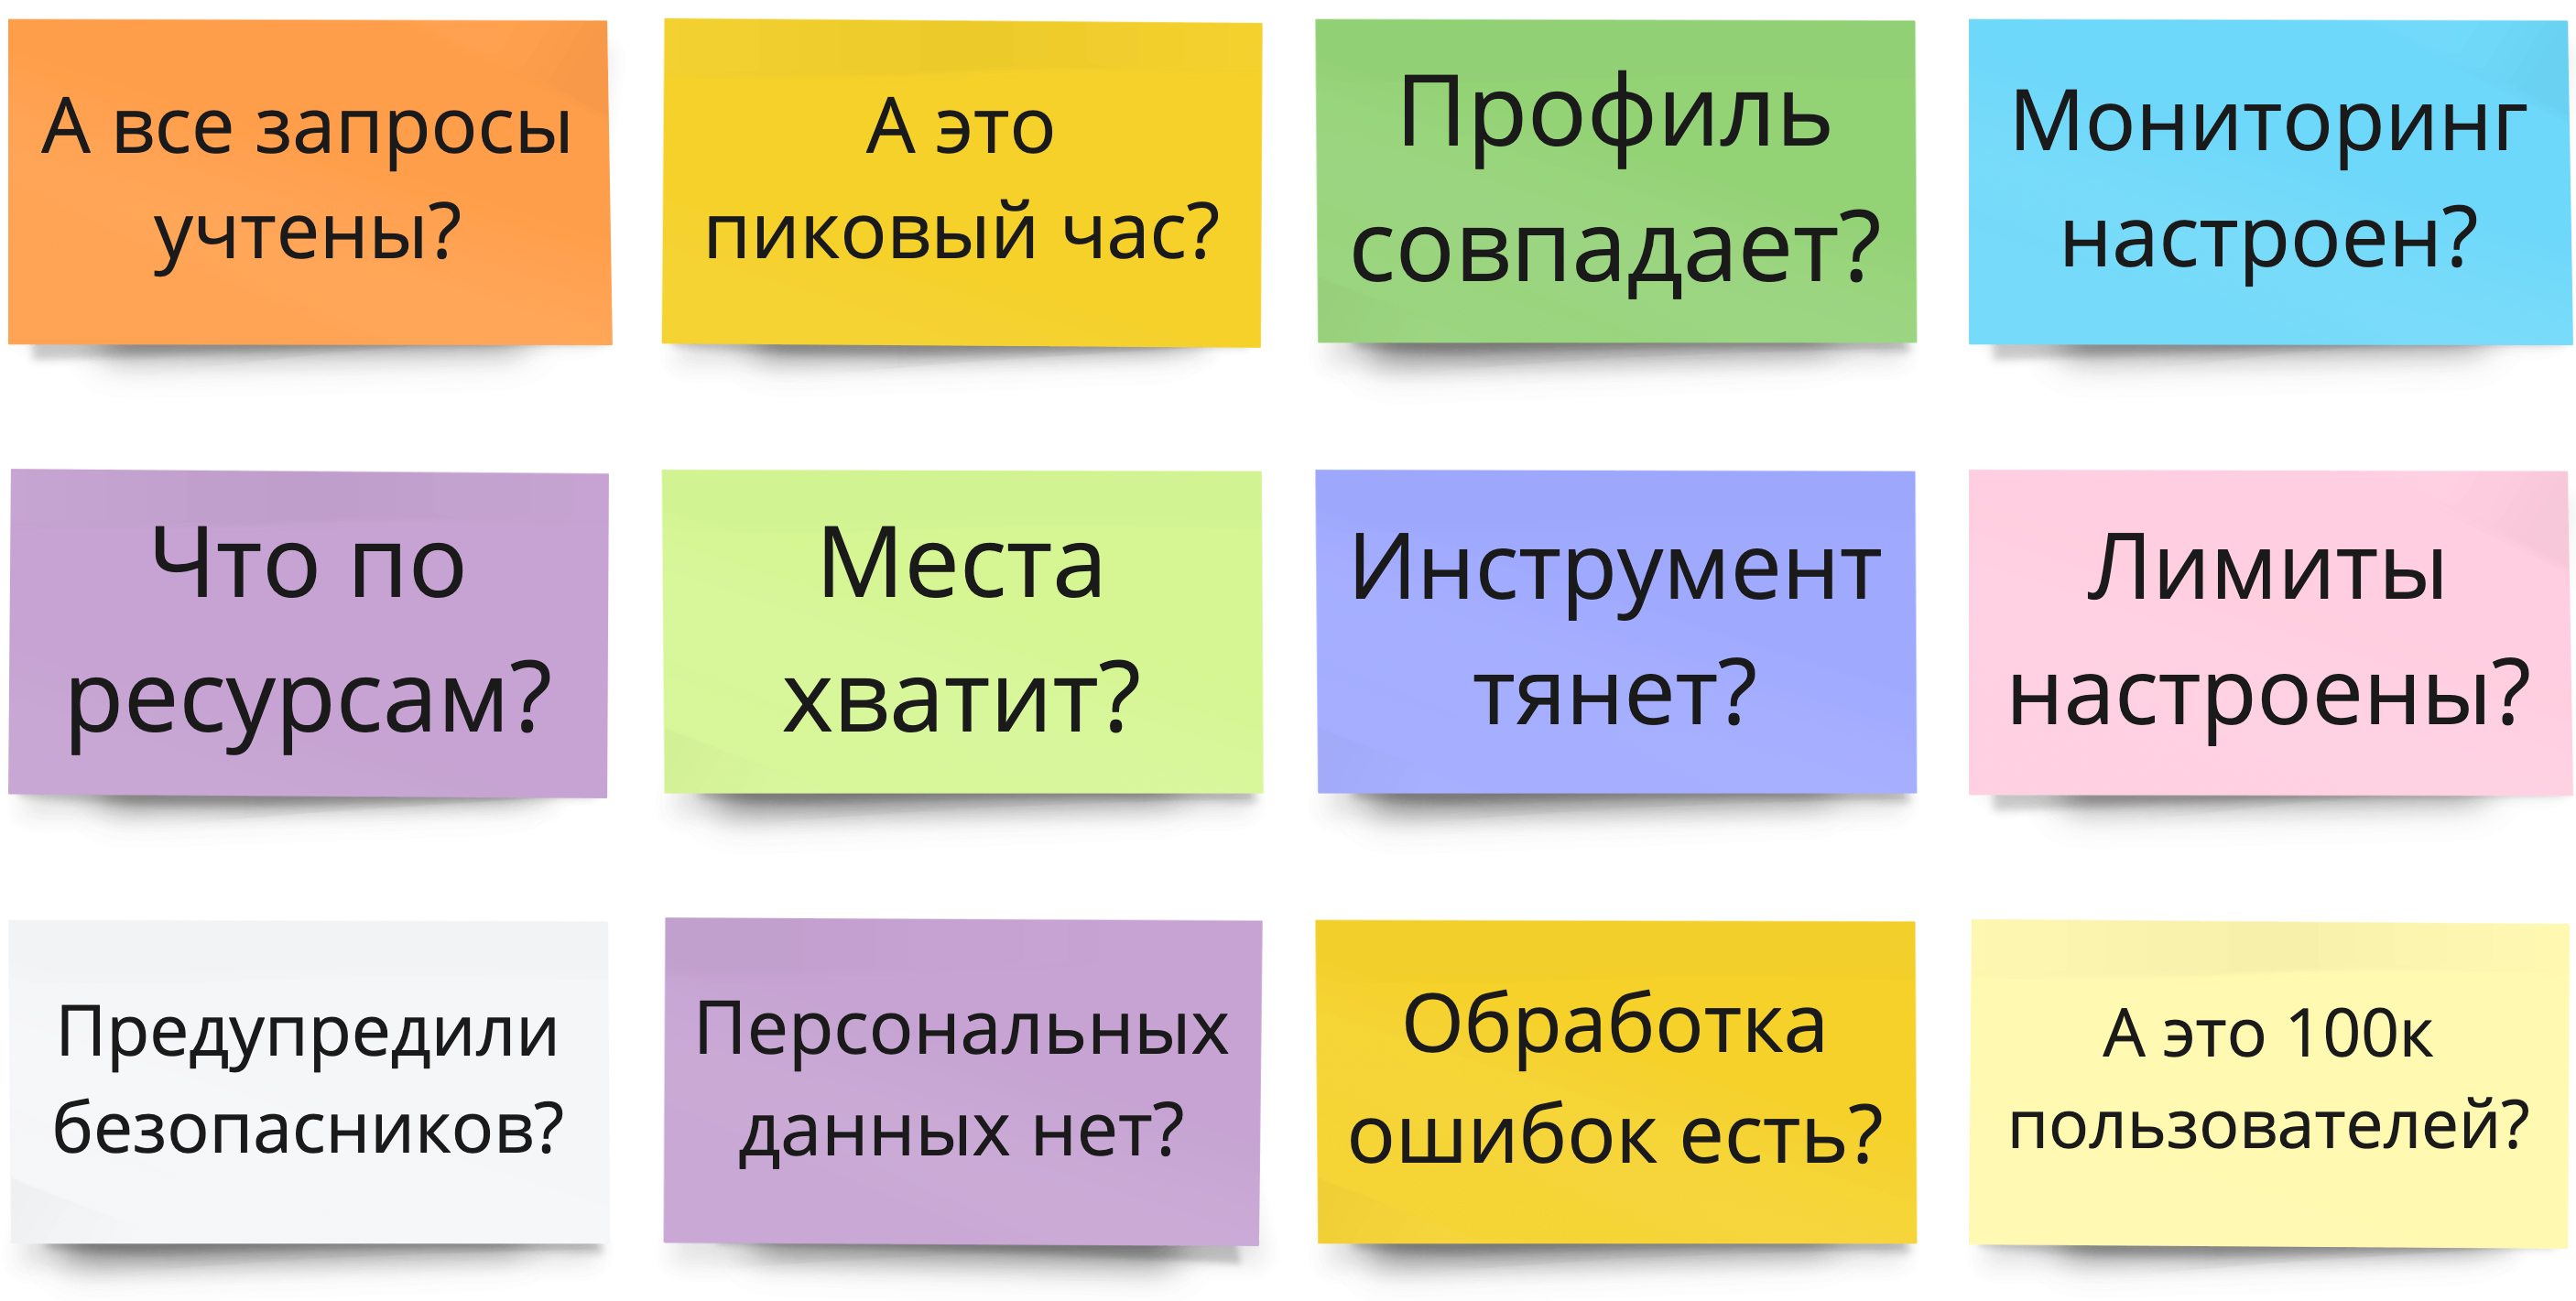 А все запросы
учтены?
А это
пиковый час?
Профиль
совпадает?
Мониторинг
настроен?
Что по
ресурсам?
Места
хватит?
Инструмент
тянет?
Лимиты
настроены?
Предупредили
безопасников?
Персональных
данных нет?
Обработка
ошибок есть?
А это 100к
пользователей?